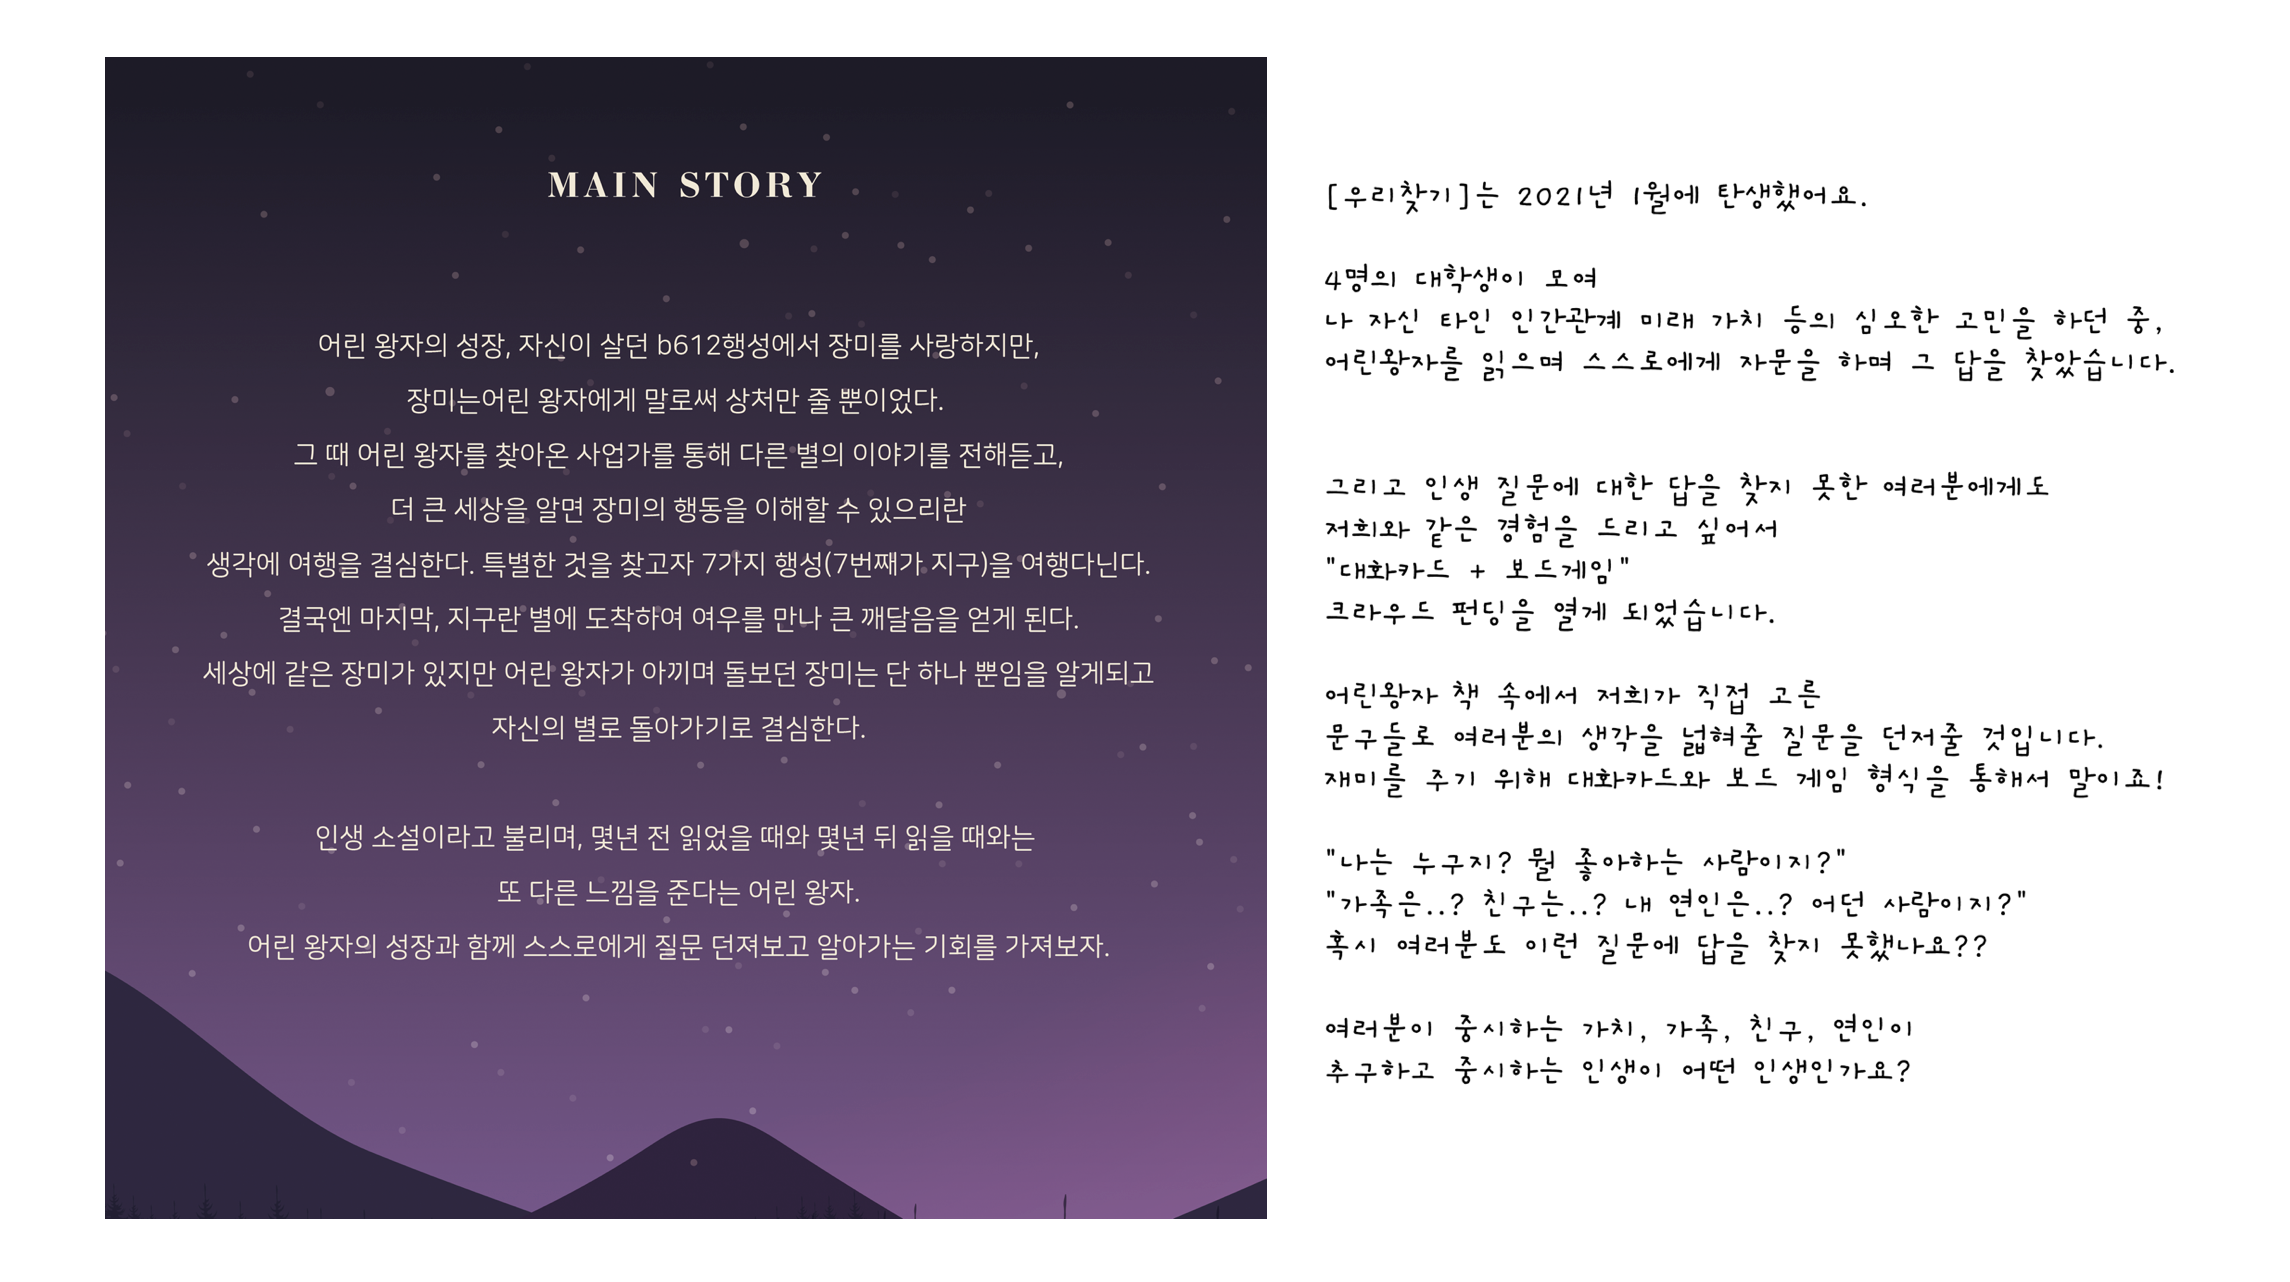 MAIN STORY
어린 왕자의 성장, 자신이 살던 b612행성에서 장미를 사랑하지만,
장미는어린 왕자에게 말로써 상처만 줄 뿐이었다.
그 때 어린 왕자를 찾아온 사업가를 통해 다른 별의 이야기를 전해듣고,
더 큰 세상을 알면 장미의 행동을 이해할 수 있으리란
생각에 여행을 결심한다. 특별한 것을 찾고자 7가지 행성(7번째가 지구)을 여행다닌다.
결국엔 마지막, 지구란 별에 도착하여 여우를 만나 큰 깨달음을 얻게 된다.
세상에 같은 장미가 있지만 어린 왕자가 아끼며 돌보던 장미는 단 하나 뿐임을 알게되고
자신의 별로 돌아가기로 결심한다.
인생 소설이라고 불리며, 몇년 전 읽었을 때와 몇년 뒤 읽을 때와는
또 다른 느낌을 준다는 어린 왕자.
어린 왕자의 성장과 함께 스스로에게 질문 던져보고 알아가는 기회를 가져보자.
[우리찾기]는 2021년 1월에 탄생했어요.
4명의 대학생이 모여
나 자신 타인 인간관계 미래 가치 등의 심오한 고민을 하던 중,
어린왕자를 읽으며 스스로에게 자문을 하며 그 답을 찾았습니다.
그리고 인생 질문에 대한 답을 찾지 못한 여러분에게도
저희와 같은 경험을 드리고 싶어서
"대화카드 + 보드게임"
크라우드 펀딩을 열게 되었습니다.
어린왕자 책 속에서 저희가 직접 고른
문구들로 여러분의 생각을 넓혀줄 질문을 던저줄 것입니다.
재미를 주기 위해 대화카드와 보드 게임 형식을 통해서 말이죠!
"나는 누구지? 뭘 좋아하는 사람이지?"
"가족은..? 친구는..? 내 연인은..? 어떤 사람이지?"
혹시 여러분도 이런 질문에 답을 찾지 못했나요??
여러분이 중시하는 가치, 가족, 친구, 연인이
추구하고 중시하는 인생이 어떤 인생인가요?